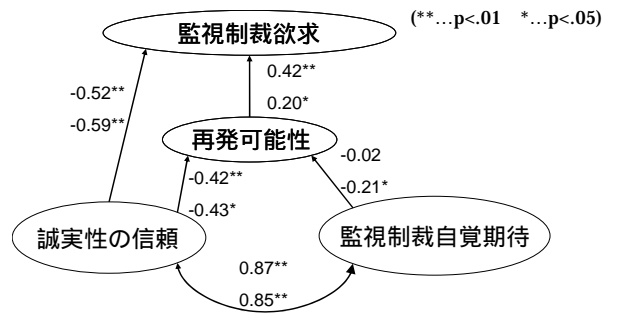 監視制裁欲求
(**…p<.01 *…p<.05)
-0.52**
-0.59**
0.42**
0.20*
再発可能性
-0.42**
-0.43*
-0.02
-0.21*
誠実性の信頼
監視制裁自覚期待
0.87**
0.85**